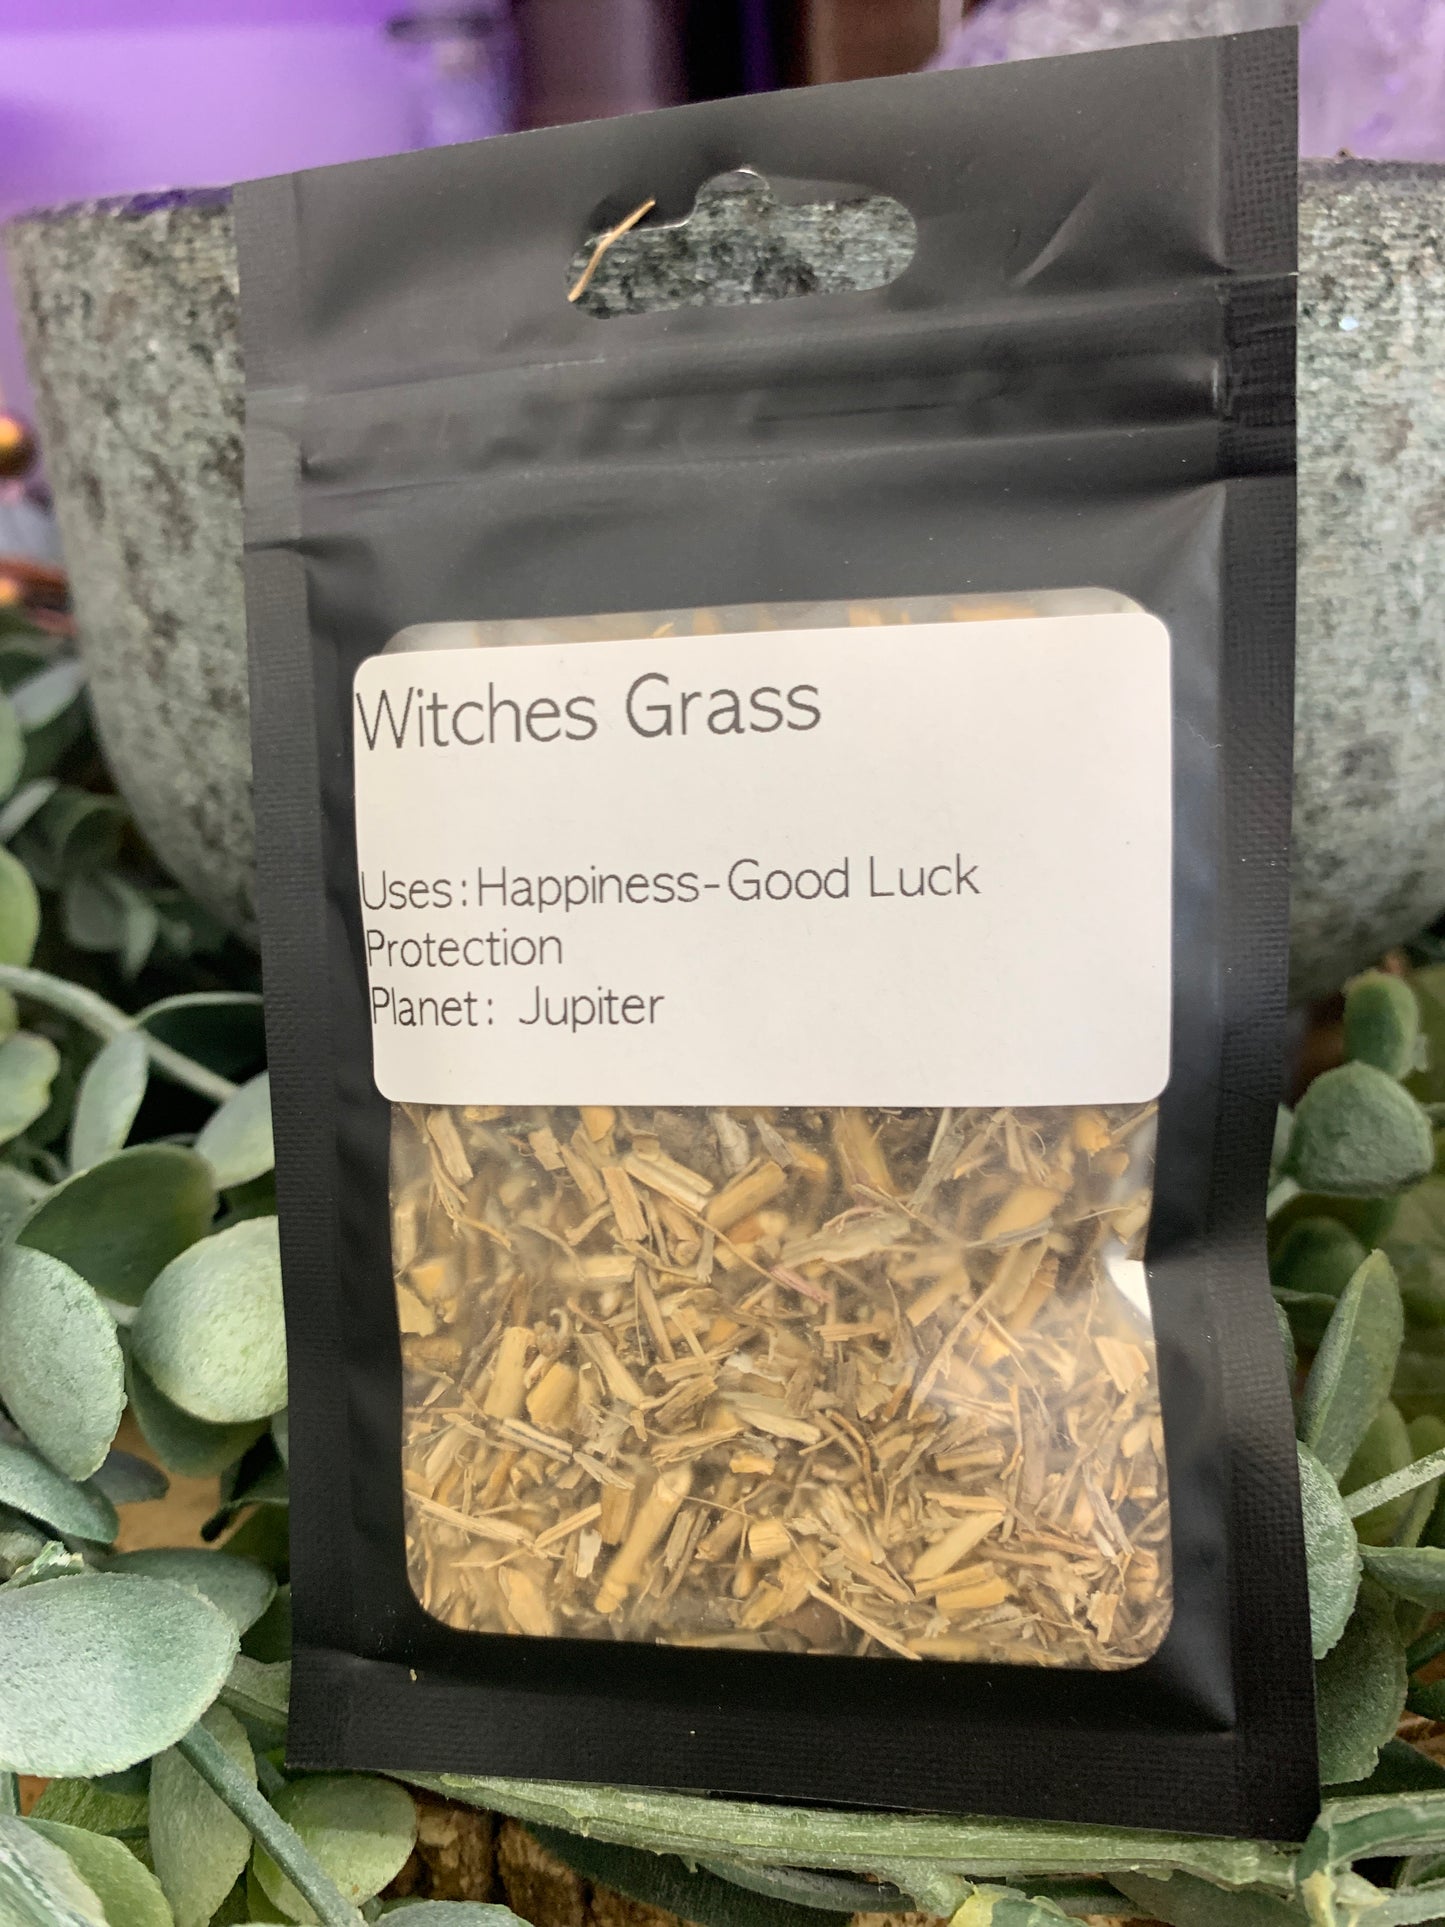 Witches Grass
Uses:Happiness-Good Luck
Protection
Planet: Jupiter